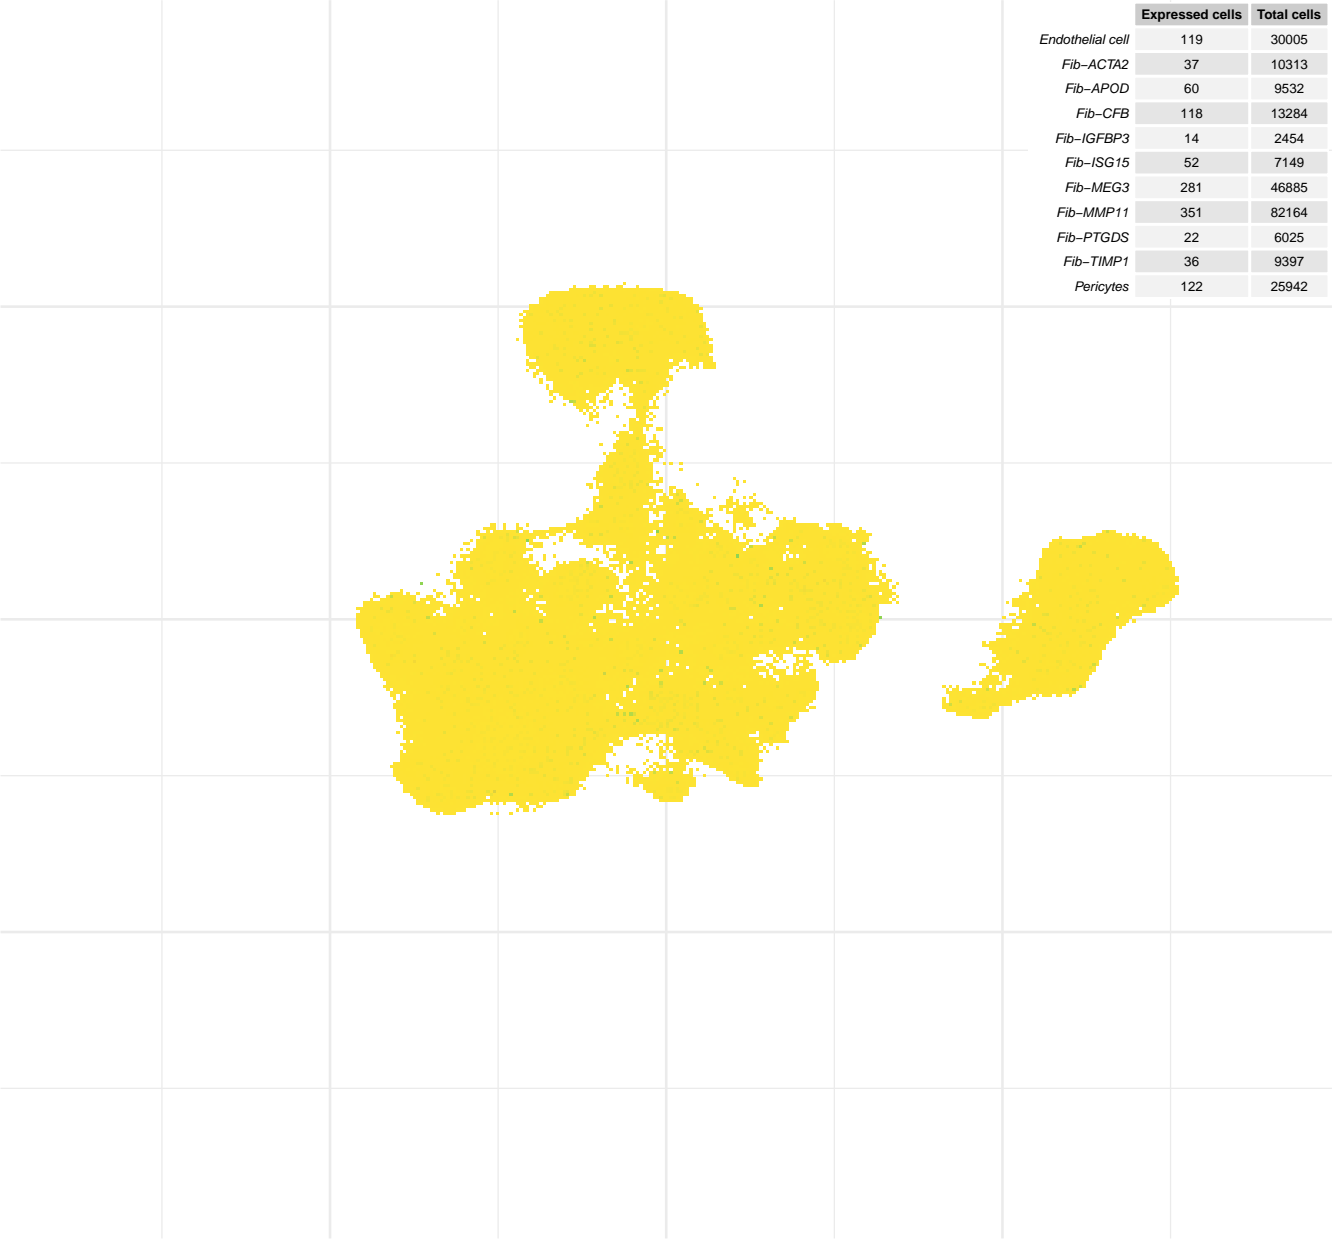 Expressed cells Total cells
Endothelial cell 119 30005
Fib−ACTA2 37 10313
Fib−APOD 60 9532
Fib−CFB 118 13284
Fib−IGFBP3 14 2454
Fib−ISG15 52 7149
Fib−MEG3 281 46885
Fib−MMP11 351 82164
Fib−PTGDS 22 6025
Fib−TIMP1 36 9397
Pericytes 122 25942